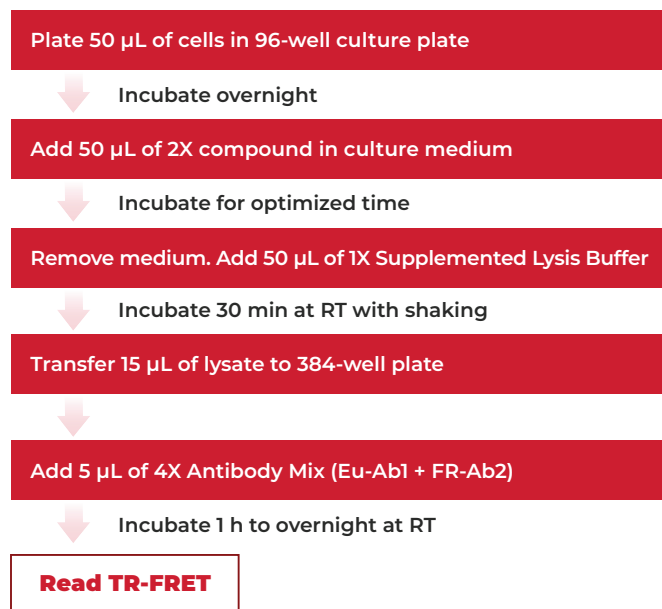 Plate 50 µL of cells in 96-well culture plate
Incubate overnight
Add 50 µL of 2X compound in culture medium
Incubate for optimized time
Remove medium. Add 50 µL of 1X Supplemented Lysis Buffer
Incubate 30 min at RT with shaking
Transfer 15 µL of lysate to 384-well plate
Add 5 µL of 4X Antibody Mix (Eu-Ab1 + FR-Ab2)
Incubate 1 h to overnight at RT
Read TR-FRET